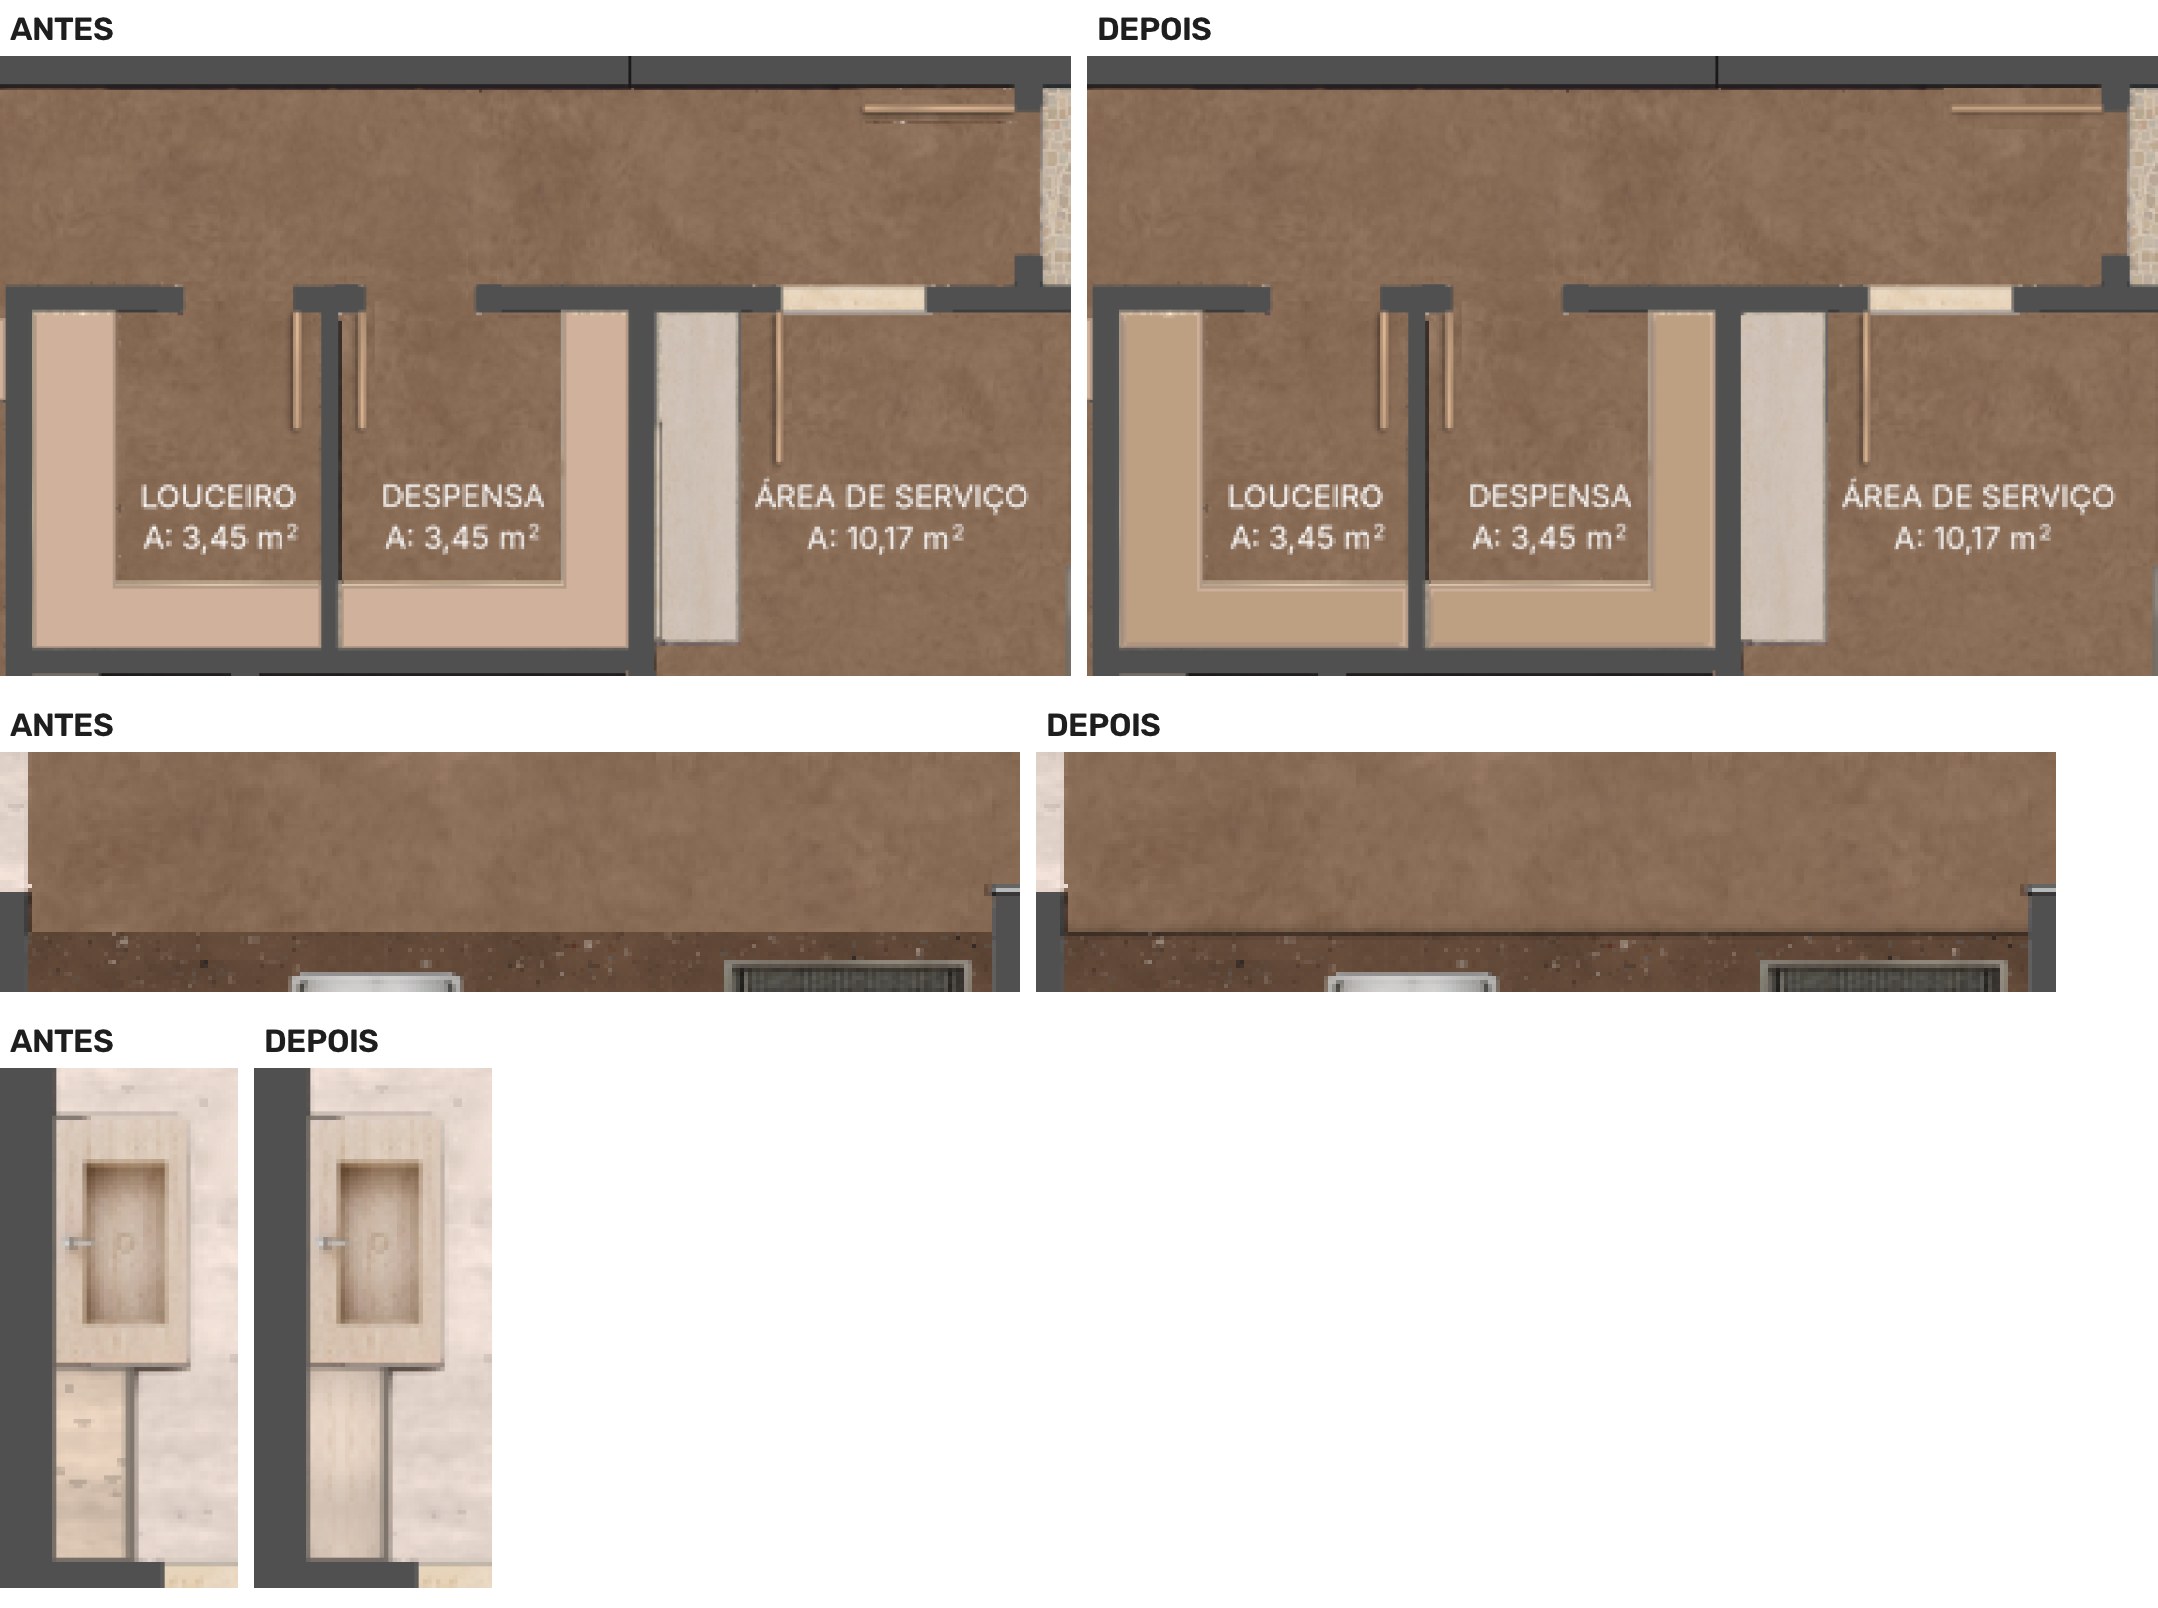 ANTES
DEPOIS
LOUCEIRO
A: 3,45 m²
DESPENSA
A: 3,45 m²
ÁREA DE SERVIÇO
A: 10,17 m²
LOUCEIRO
A: 3,45 m²
DESPENSA
A: 3,45 m²
ÁREA DE SERVIÇO
A: 10,17 m²
ANTES
DEPOIS
ANTES
DEPOIS